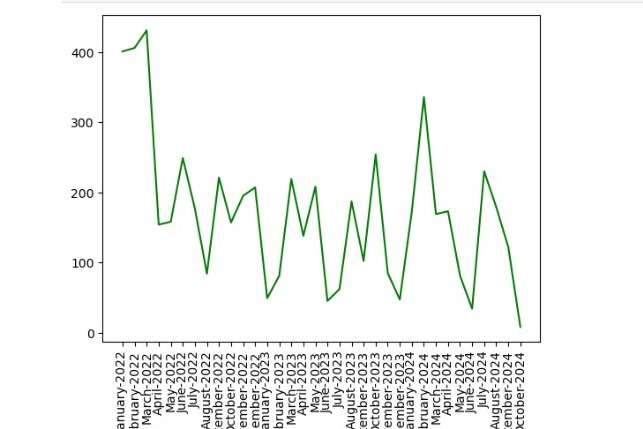 400
300
200
100
0
anuary-2022
bruary-2022
March-2022
April-2022
May-2022
June-2022
July-2022
August-2022
ember-2022
ctober-2022
ember-2022
ember-2022
anuary-2023
bruary-2023
March-2023
April-2023
May-2023
June-2023
July-2023
August-2023
ember-2023
ctober-2023
ember-2023
ember-2023
anuary-2024
bruary-2024
March-2024
April-2024
May-2024
June-2024
July-2024
August-2024
ember-2024
ctober-2024